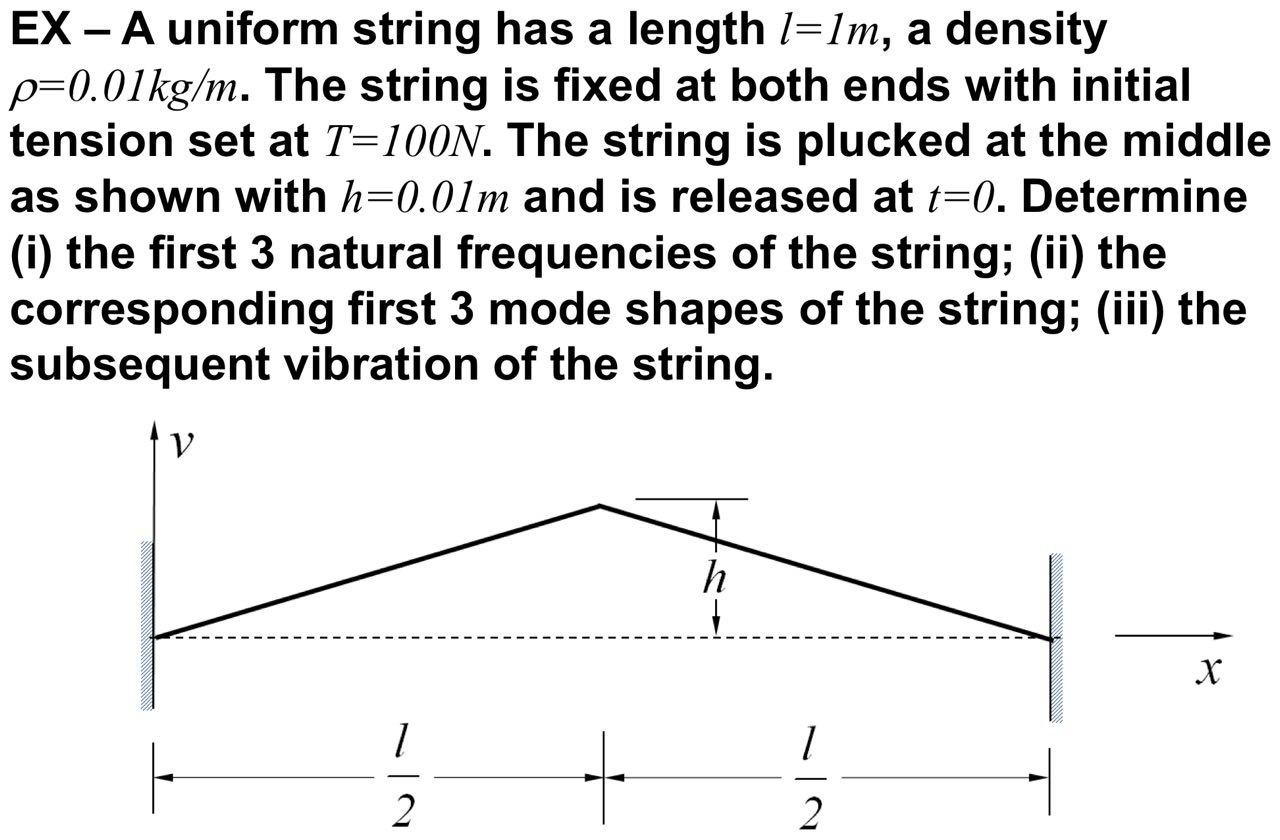 EX – A uniform string has a length l=1m, a density
ρ=0.01kg/m. The string is fixed at both ends with initial
tension set at T=100N. The string is plucked at the middle
as shown with h=0.01m and is released at t=0. Determine
(i) the first 3 natural frequencies of the string; (ii) the
corresponding first 3 mode shapes of the string; (iii) the
subsequent vibration of the string.
v
h
x
l
2
l
2